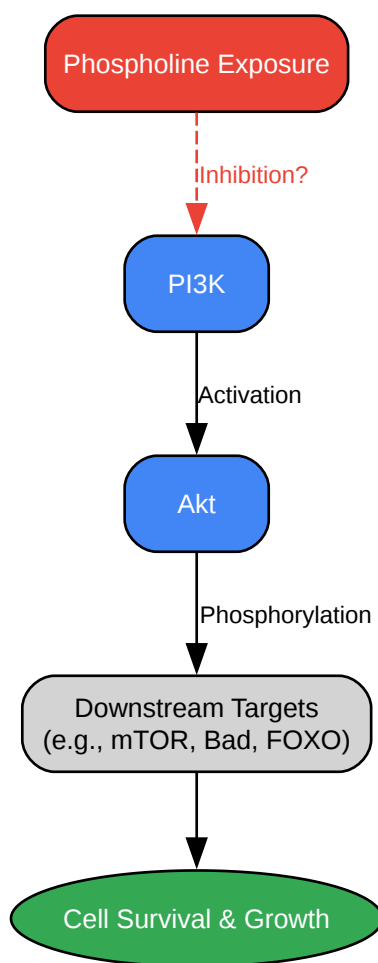 Phospholine Exposure
Inhibition?
PI3K
Activation
Akt
Phosphorylation
Downstream Targets
(e.g., mTOR, Bad, FOXO)
Cell Survival & Growth